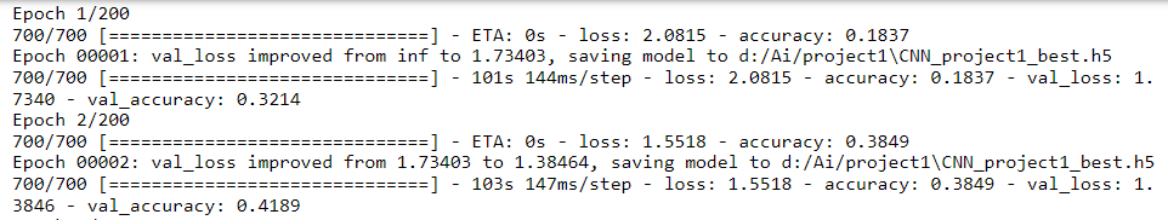 Epoch 1/200
700/700 [==============================] - ETA: 0s - loss: 2.0815 - accuracy: 0.1837
Epoch 00001: val_loss improved from inf to 1.73403, saving model to d:/Ai/project1\CNN_project1_best.h5
700/700 [==============================] - 101s 144ms/step - loss: 2.0815 - accuracy: 0.1837 - val_loss: 1.
7340 - val_accuracy: 0.3214
Epoch 2/200
700/700 [==============================] - ETA: 0s - loss: 1.5518 - accuracy: 0.3849
Epoch 00002: val_loss improved from 1.73403 to 1.38464, saving model to d:/Ai/project1\CNN_project1_best.h5
700/700 [==============================] - 103s 147ms/step - loss: 1.5518 - accuracy: 0.3849 - val_loss: 1.
3846 - val_accuracy: 0.4189